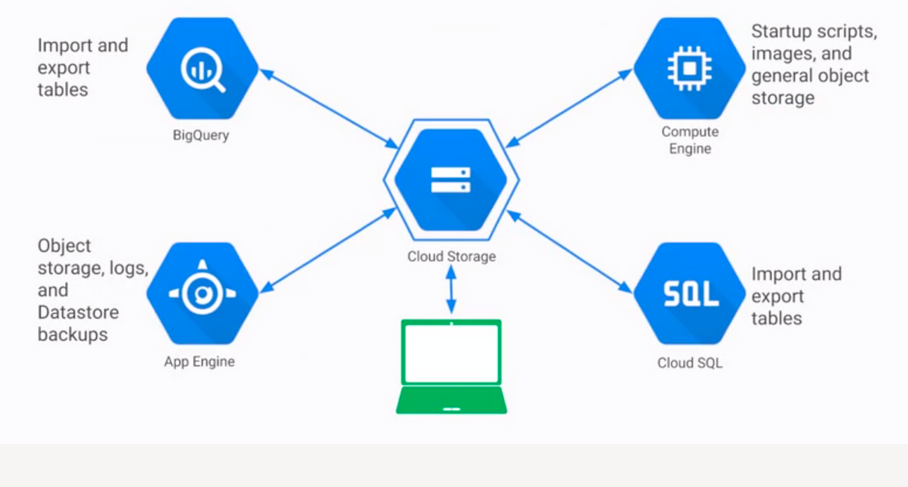 Import and
export
tables
BigQuery
Startup scripts,
images, and
general object
storage
Compute
Engine
Cloud Storage
Object
storage, logs,
and
Datastore
backups
App Engine
SQL
Cloud SQL
Import and
export
tables